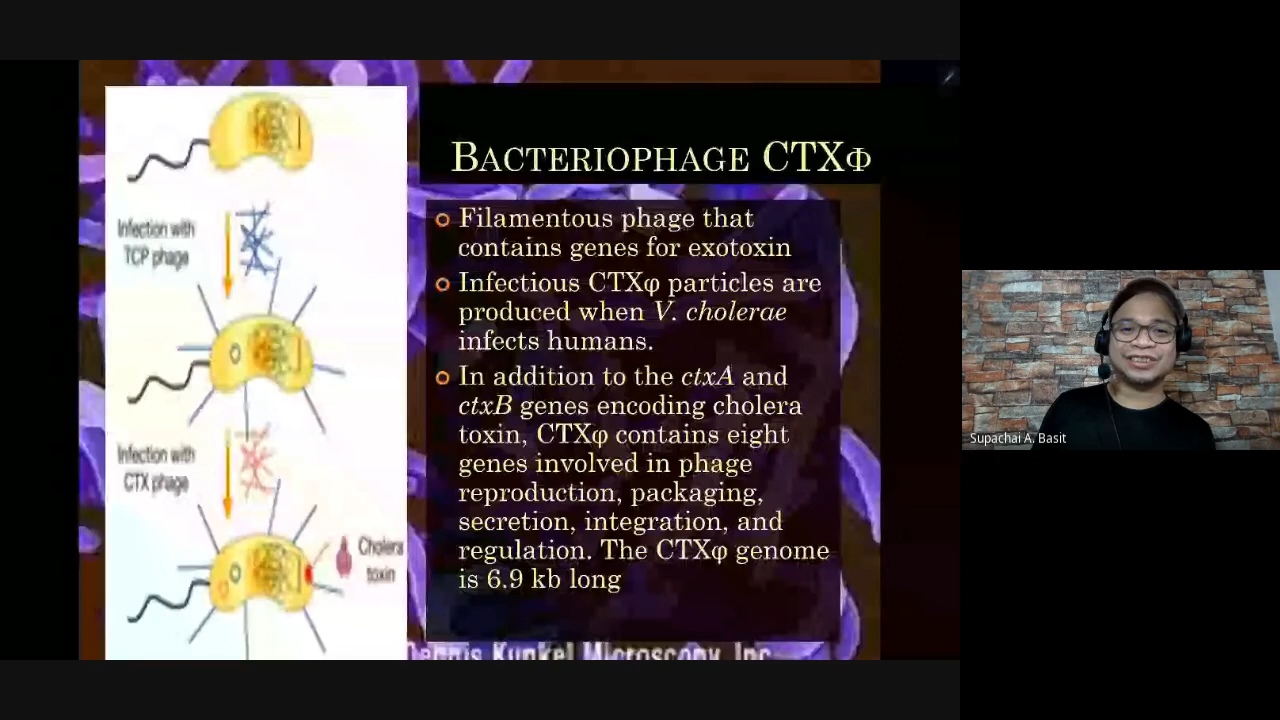 BACTERIOPHAGE CTXΦ
Infection with
TCP phage
Infection with
CTX phage
Cholera
toxin
Filamentous phage that
contains genes for exotoxin
Infectious CTXφ particles are
produced when V. cholerae
infects humans.
In addition to the ctxA and
ctxB genes encoding cholera
toxin, CTXφ contains eight
genes involved in phage
reproduction, packaging,
secretion, integration, and
regulation. The CTXφ genome
is 6.9 kb long
Dennis Kunkel Microscopy, Inc
Supachai A. Basit